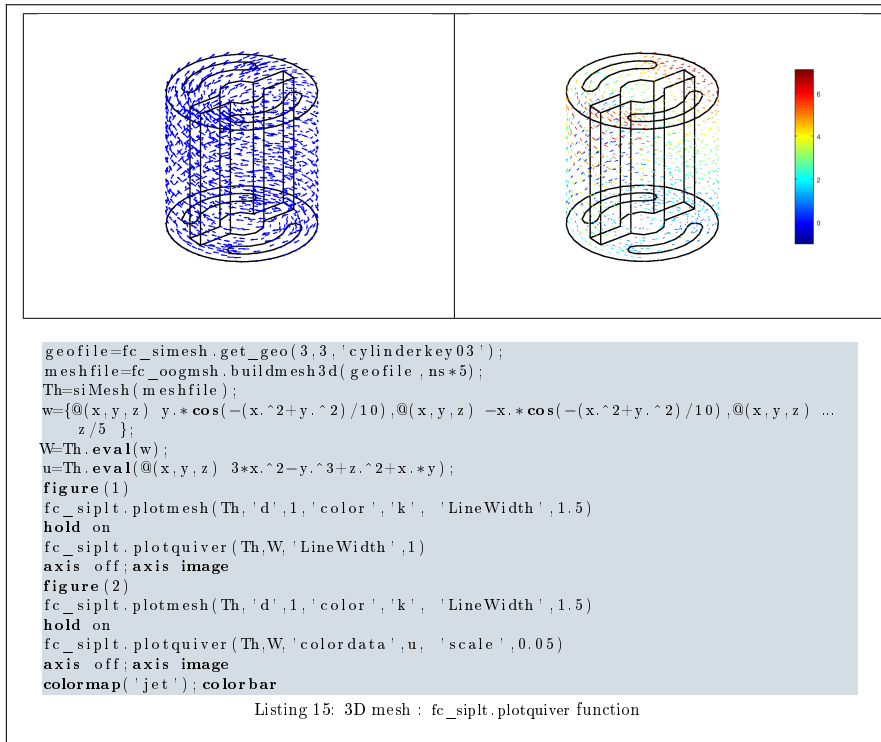 6
4
2
0
geofile=fc_simesh.get_geo(3,3,'cylinderkey03');
meshfile=fc_oogmsh.buildmesh3d(geofile,ns*5);
Th=siMesh(meshfile);
w={@(x,y,z) y.*cos(-(x.^2+y.^2)/10),@(x,y,z) -x.*cos(-(x.^2+y.^2)/10),@(x,y,z) ...
z/5 };
W=Th.eval(w);
u=Th.eval(@(x,y,z) 3*x.^2-y.^3+z.^2+x.*y);
figure(1)
fc_siplt.plotmesh(Th,'d',1,'color','k', 'LineWidth',1.5)
hold on
fc_siplt.plotquiver(Th,W,'LineWidth',1)
axis off;axis image
figure(2)
fc_siplt.plotmesh(Th,'d',1,'color','k', 'LineWidth',1.5)
hold on
fc_siplt.plotquiver(Th,W,'colordata',u, 'scale',0.05)
axis off;axis image
colormap('jet');colorbar
Listing 15: 3D mesh : fc_siplt.plotquiver function